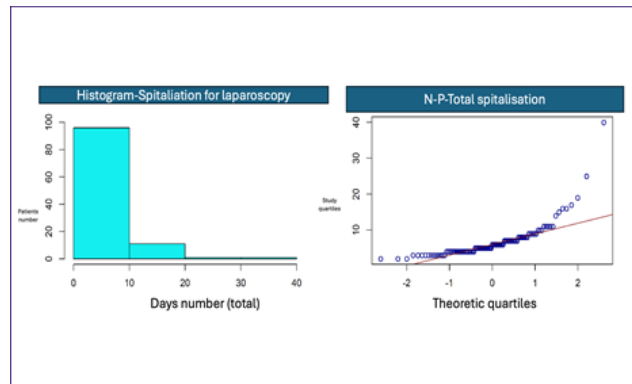 Histogram-Spitaliation for laparoscopy
100
80
60
40
20
0
Patients
number
0 10 20 30 40
Days number (total)
N-P-Total spitalisation
40
30
20
10
Study
quartiles
-2 -1 0 1 2
Theoretic quartiles